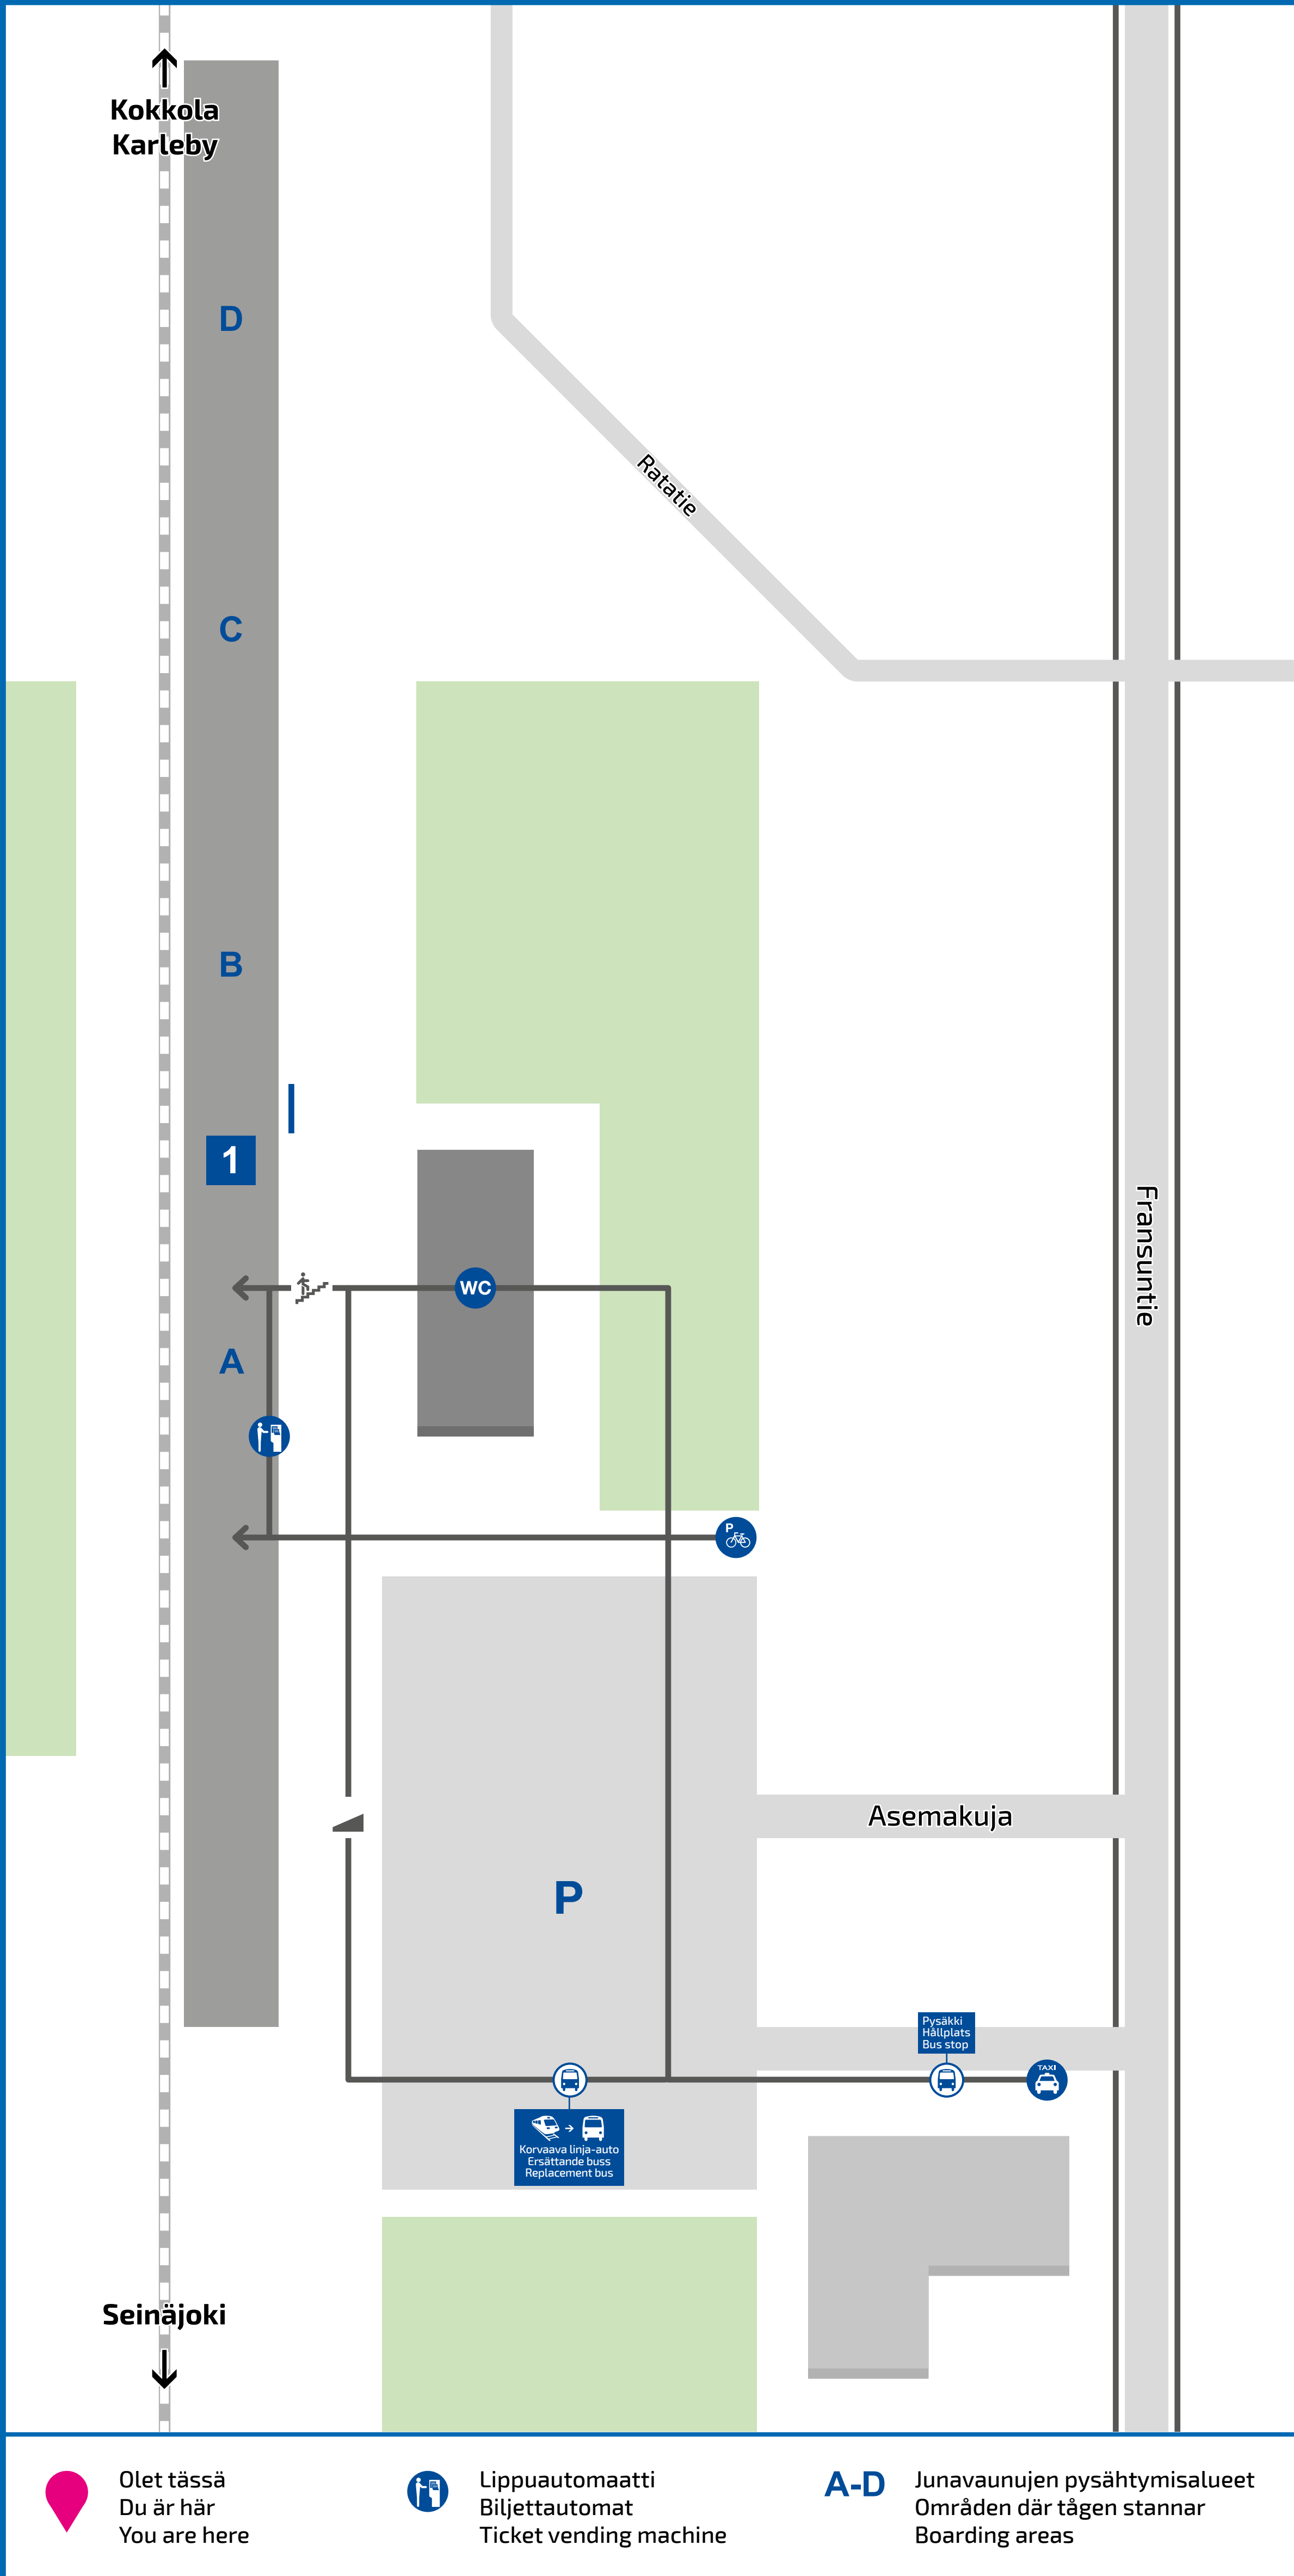 Kokkola
Karleby
D
Ratatie
C
B
1
Fransuntie
WC
A
P
Asemakuja
P
Pysäkki
Hållplats
Bus stop
TAXI
Korvaava linja-auto
Ersättande buss
Replacement bus
Seinäjoki
Olet tässä
Du är här
You are here
Lippuautomaatti
Biljettautomat
Ticket vending machine
A-D
Junavaunujen pysähtymisalueet
Områden där tågen stannar
Boarding areas